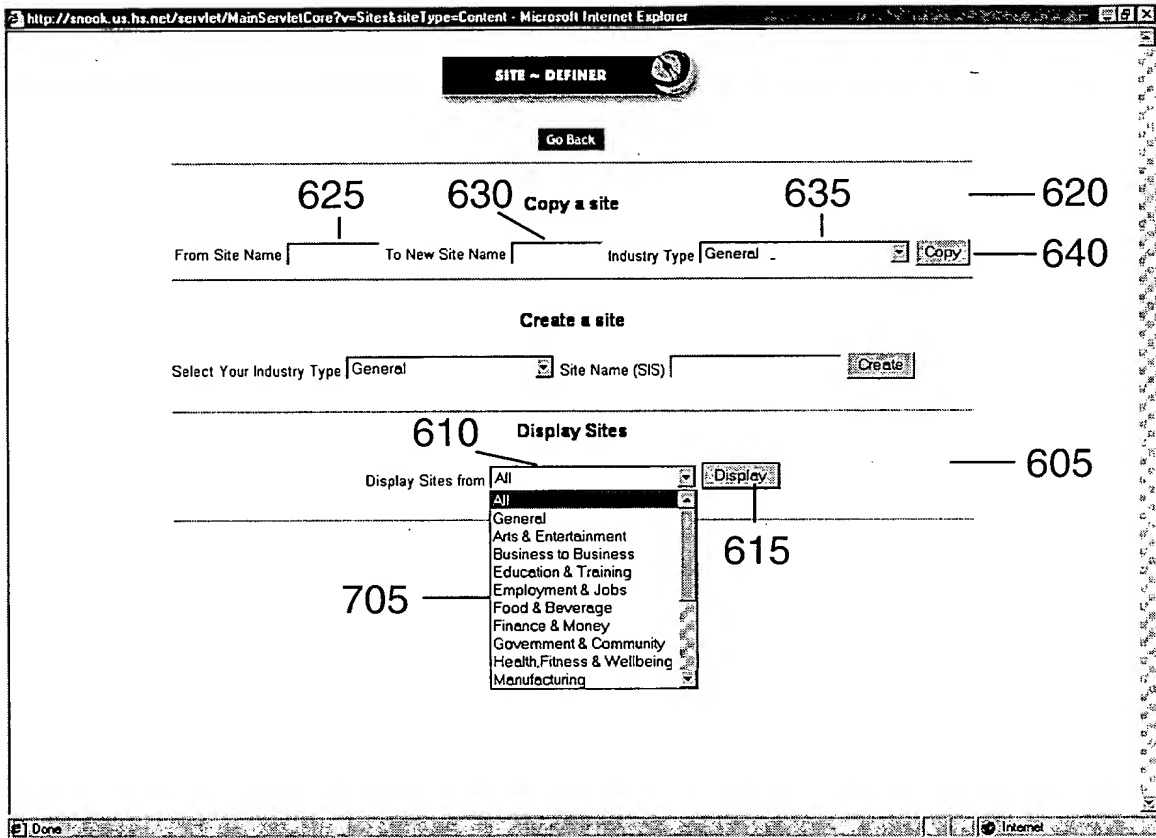 http://snook.us.hs.net/servlet/MainServletCore?v=Sites&siteType=Content - Microsoft Internet Explorer
SITE ~ DEFINER
Go Back
625 630 635
Copy a site 620
From Site Name To New Site Name Industry Type General Copy 640
Create a site
Select Your Industry Type General Site Name (SIS) Create
610 Display Sites
605
Display Sites from All Display
All
General
Arts & Entertainment
Business to Business
615
Education & Training
Employment & Jobs
705
Food & Beverage
Finance & Money
Government & Community
Health,Fitness & Wellbeing
Manufacturing
Done Internet